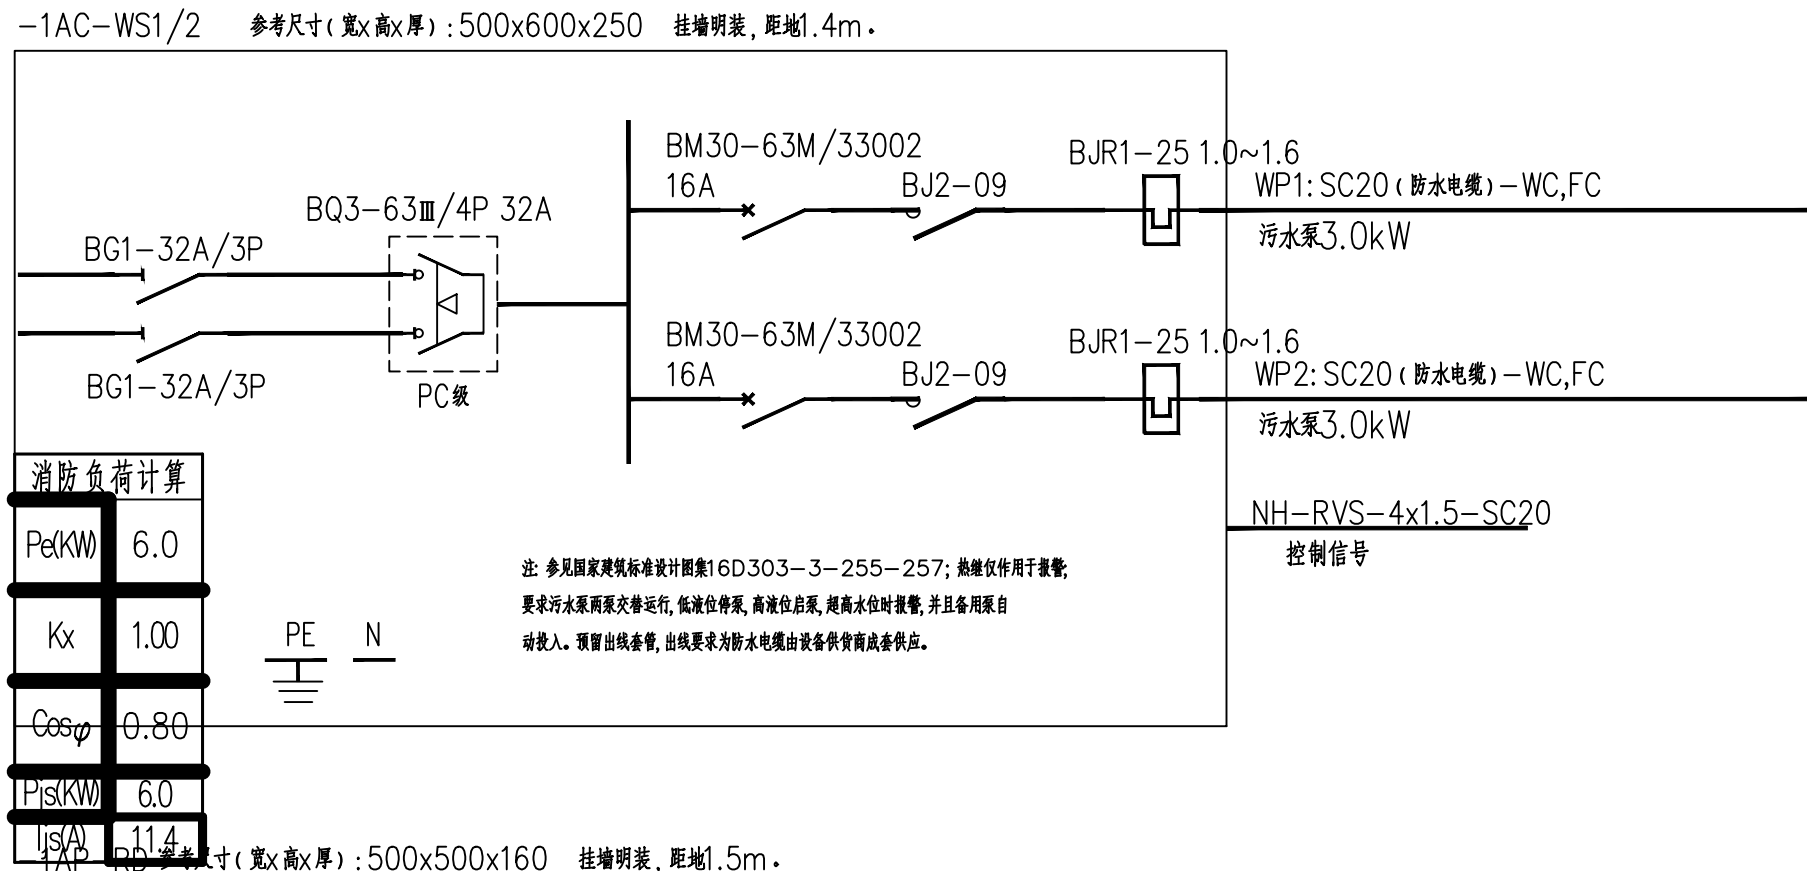 -1AC-WS1/2 参考尺寸(宽x高x厚):500x600x250 挂墙明装,距地1.4m。
BM30-63M/33002
16A
BJ2-09
BJR1-25 1.0~1.6
WP1:SC20(防水电缆)-WC,FC
污水泵3.0kW
BQ3-63Ⅲ/4P 32A
BG1-32A/3P
BG1-32A/3P
PC级
BM30-63M/33002
16A
BJ2-09
BJR1-25 1.0~1.6
WP2:SC20(防水电缆)-WC,FC
污水泵3.0kW
NH-RVS-4x1.5-SC20
控制信号
消防负荷计算
Pe(KW) 6.0
Kx 1.00
Cosφ 0.80
Pjs(KW) 6.0
Ijs(A) 11.4
PE N
注: 参见国家建筑标准设计图集16D303-3-255-257; 热继仅作用于报警,
要求污水泵两泵交替运行,低液位停泵,高液位启泵,超高水位时报警,并且备用泵自
动投入。预留出线套管,出线要求为防水电缆由设备供货商成套供应。
-1AP-RD 参考尺寸(宽x高x厚):500x500x160 挂墙明装,距地1.5m。